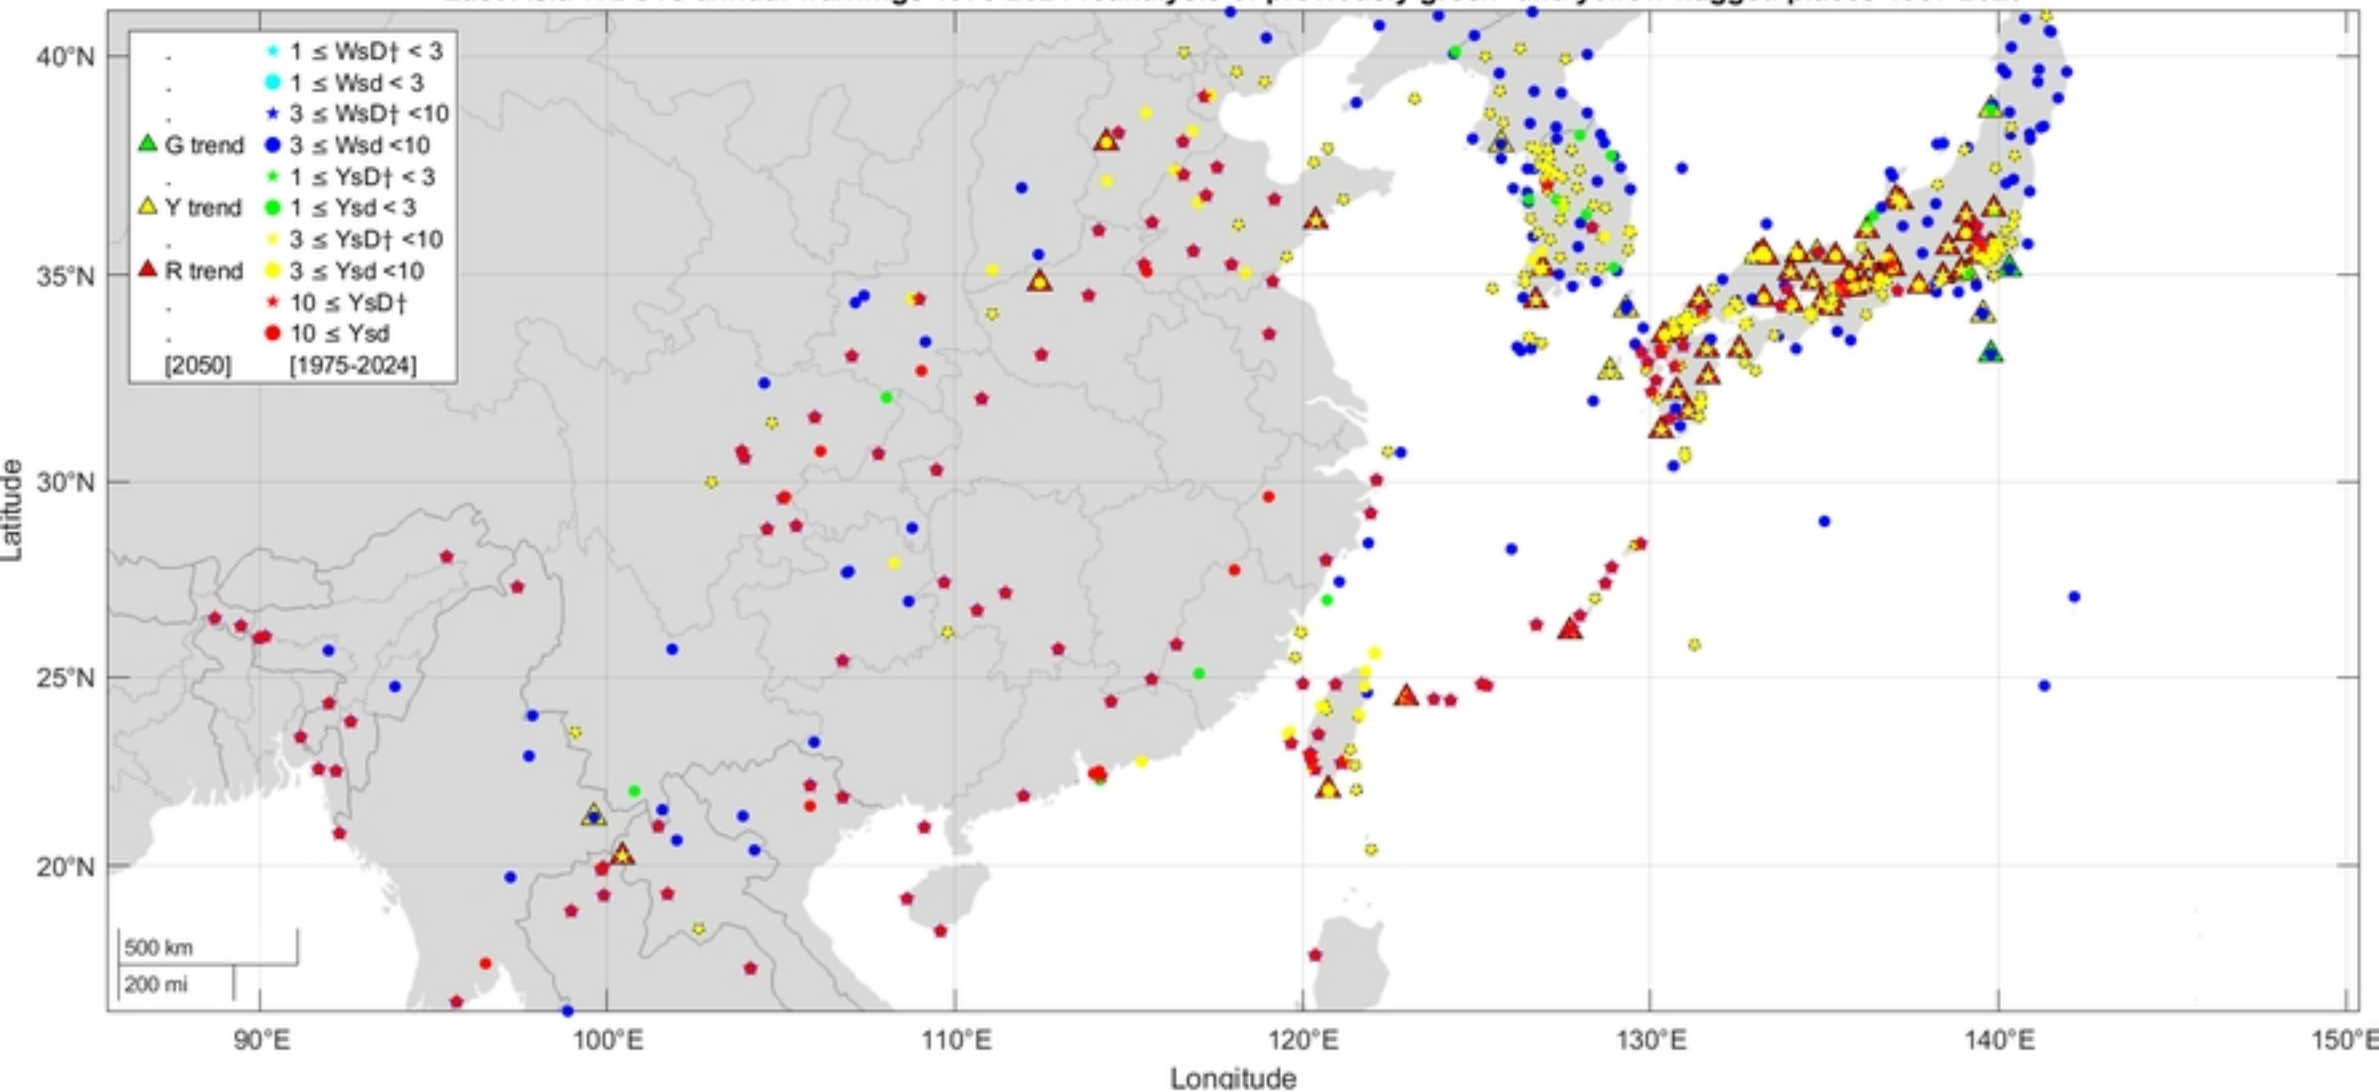 40°N
35°N
30°N
25°N
20°N
Latitude
1 ≤ WsD† < 3
1 ≤ Wsd < 3
3 ≤ WsD† <10
G trend 3 ≤ Wsd <10
1 ≤ YsD† < 3
Y trend 1 ≤ Ysd < 3
3 ≤ YsD† <10
R trend 3 ≤ Ysd <10
10 ≤ YsD†
10 ≤ Ysd
[2050] [1975-2024]
500 km
200 mi
90°E 100°E 110°E 120°E 130°E 140°E 150°E
Longitude